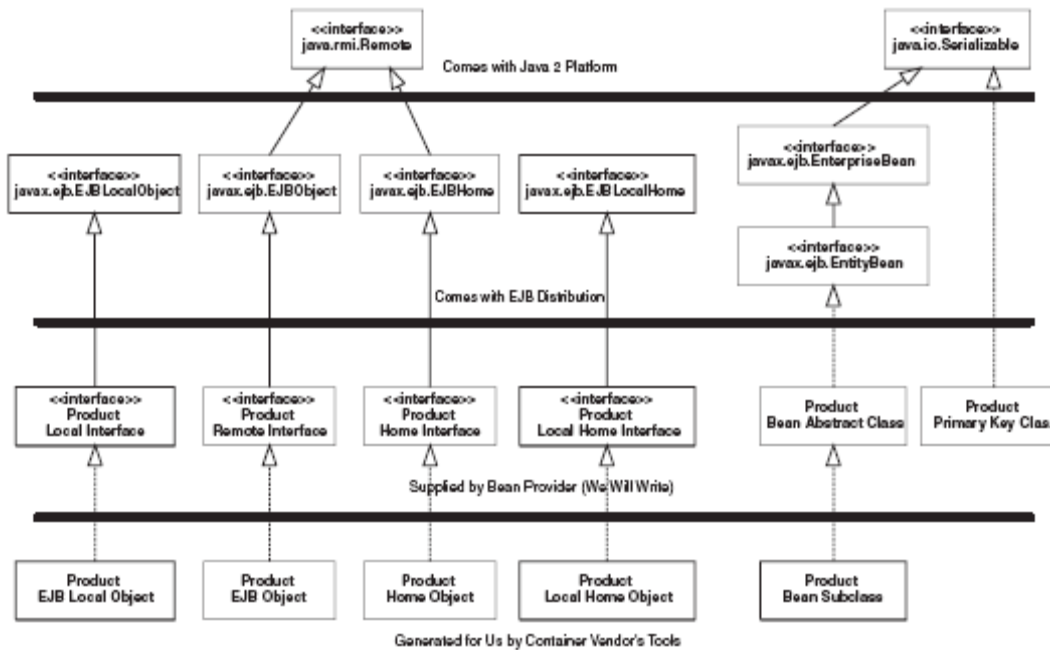 <<interface>>
java.rmi.Remote
<<interface>>
java.io.Serializable
Comes with Java 2 Platform
<<interface>>
javax.ejb.EnterpriseBean
<<interface>>
javax.ejb.EJBLocalObject
<<interface>>
javax.ejb.EJBObject
<<interface>>
javax.ejb.EJBHome
<<interface>>
javax.ejb.EJBLocalHome
<<interface>>
javax.ejb.EntityBean
Comes with EJB Distribution
<<interface>>
Product
Local Interface
<<interface>>
Product
Remote Interface
<<interface>>
Product
Home Interface
<<interface>>
Product
Local Home Interface
Product
Bean Abstract Class
Product
Primary Key Clas
Supplied by Bean Provider (We Will Write)
Product
EJB Local Object
Product
EJB Object
Product
Home Object
Product
Local Home Object
Product
Bean Subclass
Generated for Us by Container Vendor's Tools